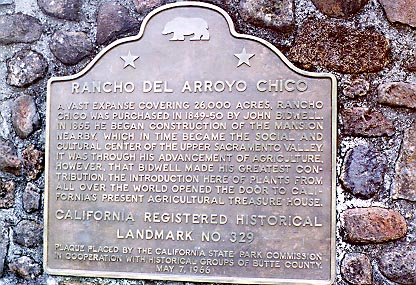 RANCHO DEL ARROYO CHICO
A VAST EXPANSE COVERING 26,000 ACRES, RANCHO
CHICO WAS PURCHASED IN 1849-50 BY JOHN BIDWELL.
IN 1865 HE BEGAN CONSTRUCTION OF THE MANSION
NEARBY, WHICH IN TIME BECAME THE SOCIAL AND
CULTURAL CENTER OF THE UPPER SACRAMENTO VALLEY.
IT WAS THROUGH HIS ADVANCEMENT OF AGRICULTURE,
HOWEVER, THAT BIDWELL MADE HIS GREATEST CON-
TRIBUTION. THE INTRODUCTION HERE OF PLANTS FROM
ALL OVER THE WORLD OPENED THE DOOR TO CALI-
FORNIA'S PRESENT AGRICULTURAL TREASURE HOUSE.
CALIFORNIA REGISTERED HISTORICAL
LANDMARK NO. 329
PLAQUE PLACED BY THE CALIFORNIA STATE PARK COMMISSION
IN COOPERATION WITH HISTORICAL GROUPS OF BUTTE COUNTY,
MAY 7, 1966